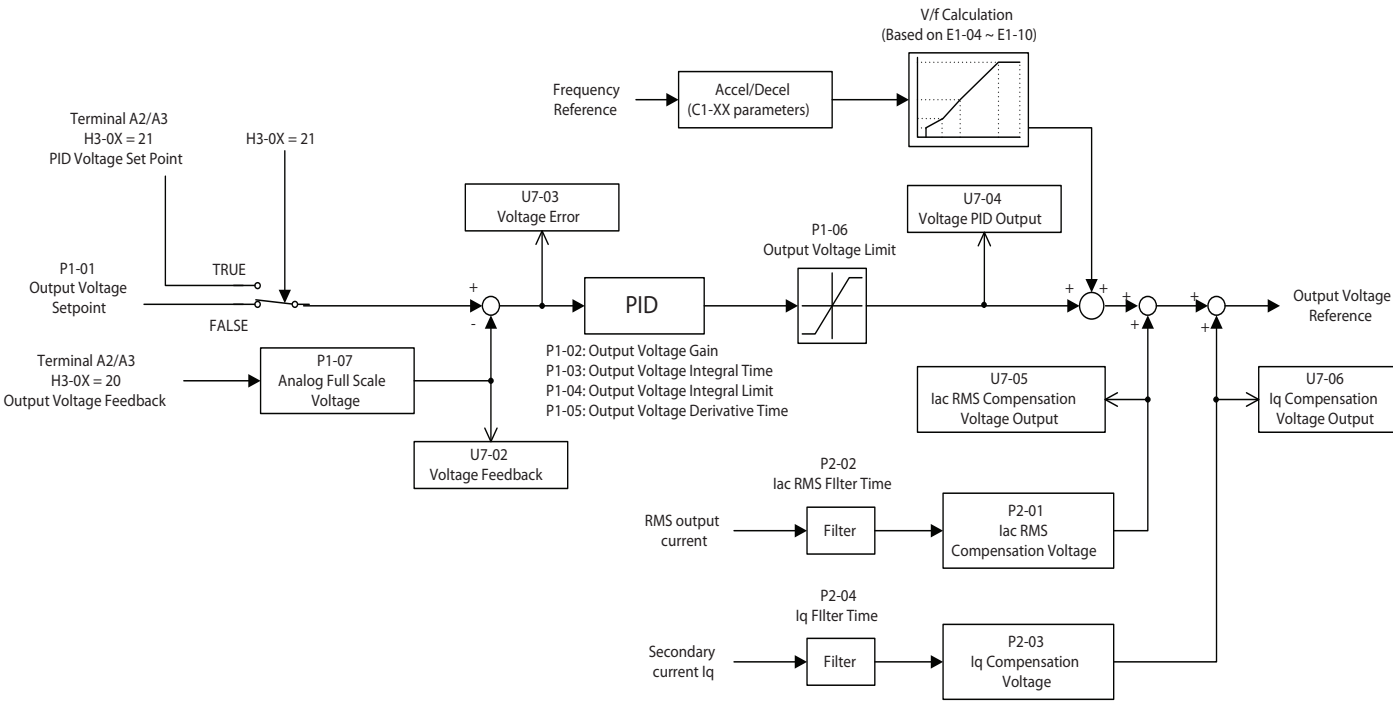 V/f Calculation
(Based on E1-04 ~ E1-10)
Frequency
Reference
Accel/Decel
(C1-XX parameters)
Terminal A2/A3
H3-0X = 21
PID Voltage Set Point
H3-0X = 21
U7-03
Voltage Error
U7-04
Voltage PID Output
P1-06
Output Voltage Limit
P1-01
Output Voltage
Setpoint
TRUE
FALSE
+
-
PID
+
+
+
+
+
+
Output Voltage
Reference
P1-02: Output Voltage Gain
P1-03: Output Voltage Integral Time
P1-04: Output Voltage Integral Limit
P1-05: Output Voltage Derivative Time
Terminal A2/A3
H3-0X = 20
Output Voltage Feedback
P1-07
Analog Full Scale
Voltage
U7-02
Voltage Feedback
U7-05
Iac RMS Compensation
Voltage Output
U7-06
Iq Compensation
Voltage Output
P2-02
Iac RMS FIlter Time
RMS output
current
Filter
P2-01
Iac RMS
Compensation Voltage
P2-04
Iq FIlter Time
Secondary
current Iq
Filter
P2-03
Iq Compensation
Voltage